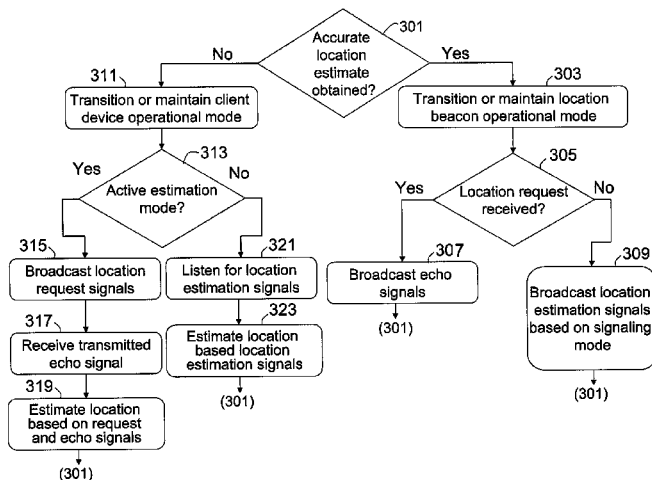 301
Accurate
location
estimate
obtained?
No
Yes
311
Transition or maintain client
device operational mode
303
Transition or maintain location
beacon operational mode
313
Active estimation
mode?
Yes
No
305
Location request
received?
Yes
No
315
Broadcast location
request signals
321
Listen for location
estimation signals
307
Broadcast echo
signals
(301)
309
Broadcast location
estimation signals
based on signaling
mode
(301)
317
Receive transmitted
echo signal
323
Estimate location
based location
estimation signals
(301)
319
Estimate location
based on request
and echo signals
(301)